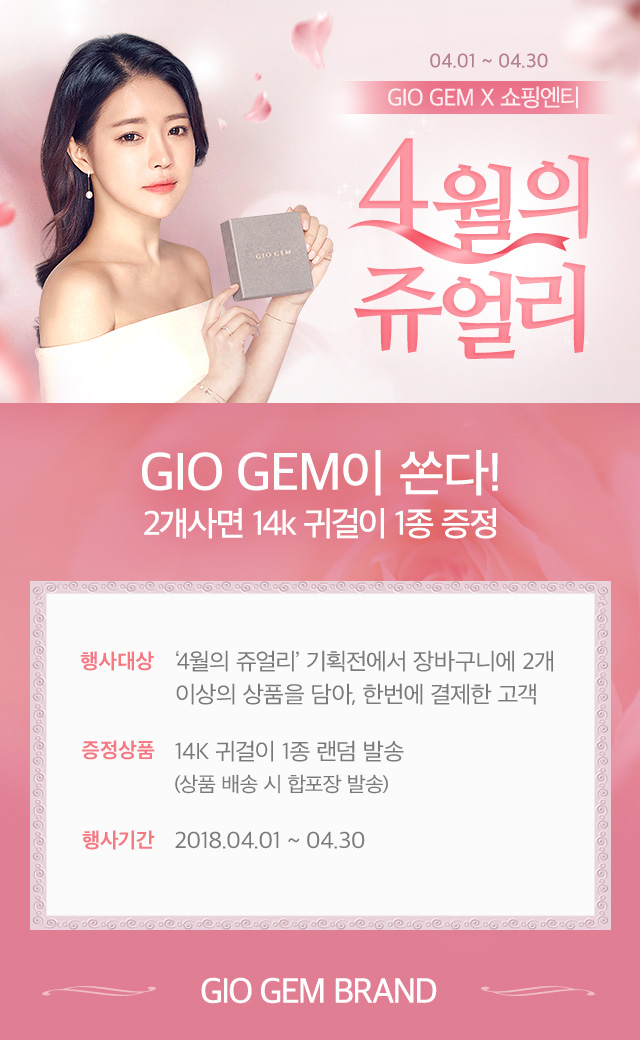 04.01 ~ 04.30
GIO GEM X 쇼핑엔티
4월의
쥬얼리
GIO GEM
GIO GEM이 쏜다!
2개사면 14k 귀걸이 1종 증정
행사대상 '4월의 쥬얼리' 기획전에서 장바구니에 2개
이상의 상품을 담아, 한번에 결제한 고객
증정상품 14K 귀걸이 1종 랜덤 발송
(상품 배송 시 합포장 발송)
행사기간 2018.04.01 ~ 04.30
GIO GEM BRAND